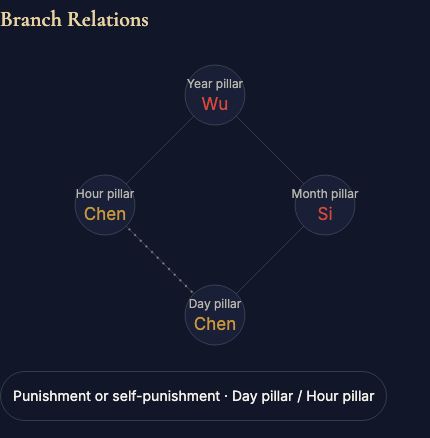 Branch Relations
Year pillar
Wu
Hour pillar
Chen
Month pillar
Si
Day pillar
Chen
Punishment or self-punishment · Day pillar / Hour pillar